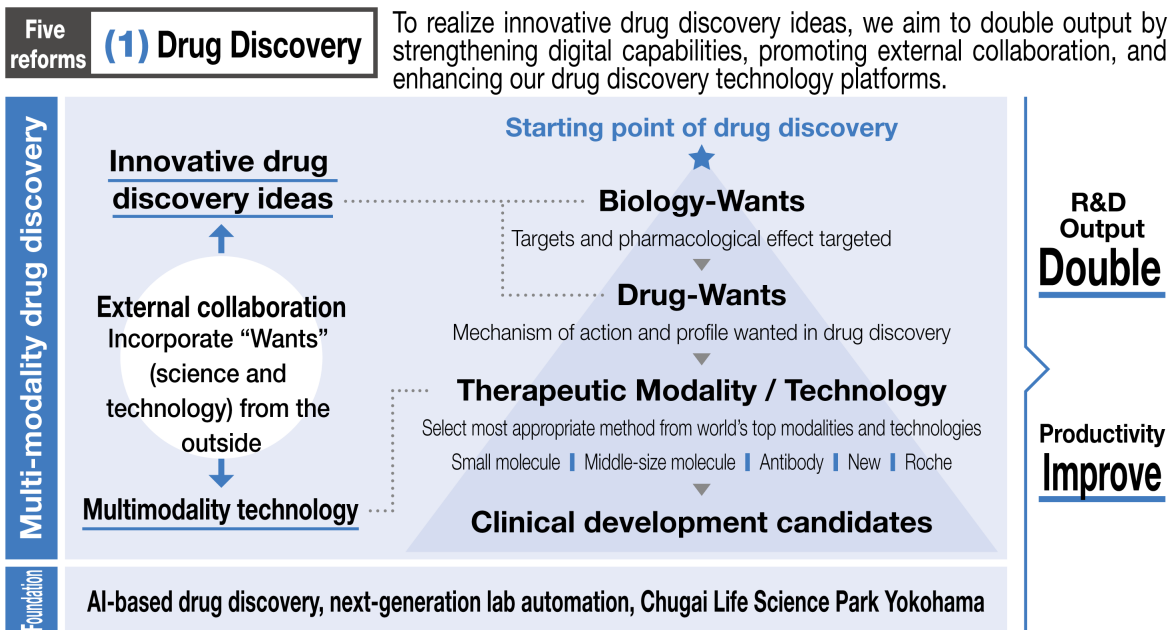 Five
reforms
(1) Drug Discovery
To realize innovative drug discovery ideas, we aim to double output by
strengthening digital capabilities, promoting external collaboration, and
enhancing our drug discovery technology platforms.
Multi-modality drug discovery
Innovative drug
discovery ideas
External collaboration
Incorporate “Wants”
(science and
technology) from the
outside
Multimodality technology
Starting point of drug discovery
Biology-Wants
Targets and pharmacological effect targeted
Drug-Wants
Mechanism of action and profile wanted in drug discovery
Therapeutic Modality / Technology
Select most appropriate method from world’s top modalities and technologies
Small molecule | Middle-size molecule | Antibody | New | Roche
Clinical development candidates
R&D
Output
Double
Productivity
Improve
Foundation
AI-based drug discovery, next-generation lab automation, Chugai Life Science Park Yokohama